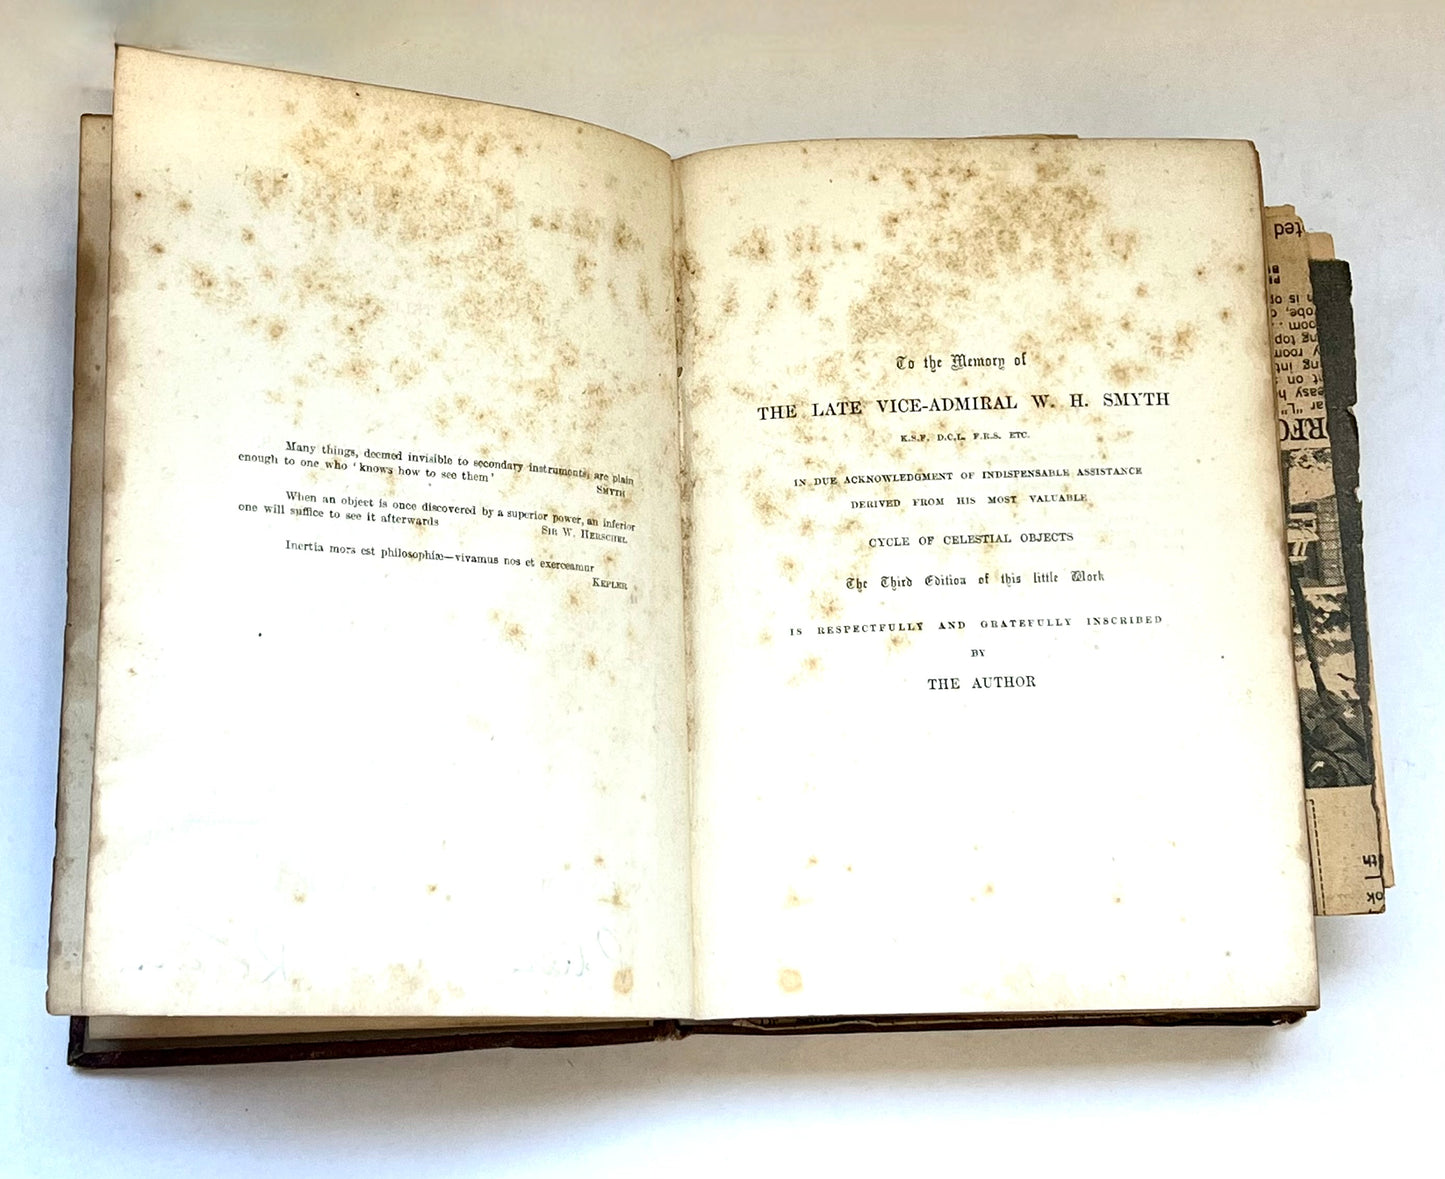 Many things, deemed invisible to secondary instruments, are plain
enough to one who ‘ knows how to see them ’
SMYTH
When an object is once discovered by a superior power, an inferior
one will suffice to see it afterwards
SIR W. HERSCHEL
Inertia mors est philosophiæ—vivamus nos et exerceamur
KEPLER
To the Memory of
THE LATE VICE-ADMIRAL W. H. SMYTH
K.S.F. D.C.L. F.R.S. ETC.
IN DUE ACKNOWLEDGMENT OF INDISPENSABLE ASSISTANCE
DERIVED FROM HIS MOST VALUABLE
CYCLE OF CELESTIAL OBJECTS
The Third Edition of this little Work
IS RESPECTFULLY AND GRATEFULLY INSCRIBED
BY
THE AUTHOR